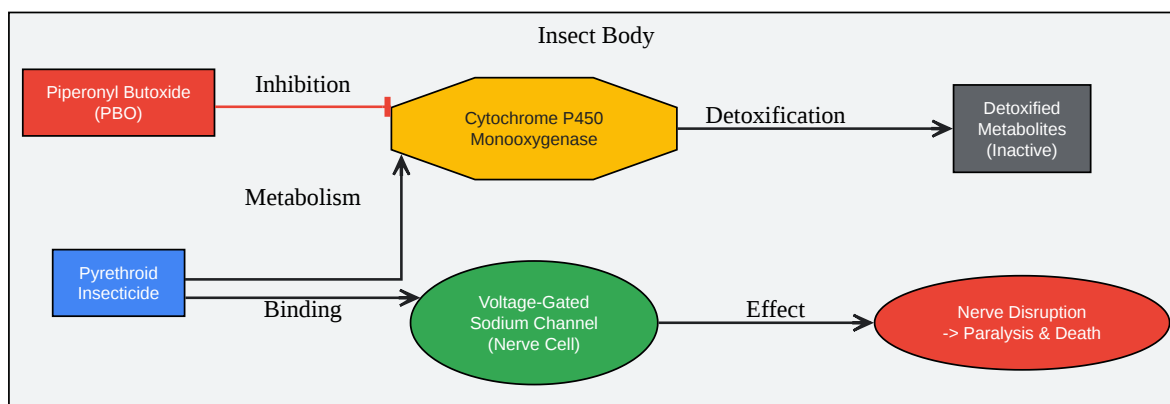 Insect Body
Piperonyl Butoxide
(PBO)
Inhibition
Cytochrome P450
Monooxygenase
Detoxification
Detoxified
Metabolites
(Inactive)
Metabolism
Pyrethroid
Insecticide
Binding
Voltage-Gated
Sodium Channel
(Nerve Cell)
Effect
Nerve Disruption
-> Paralysis & Death